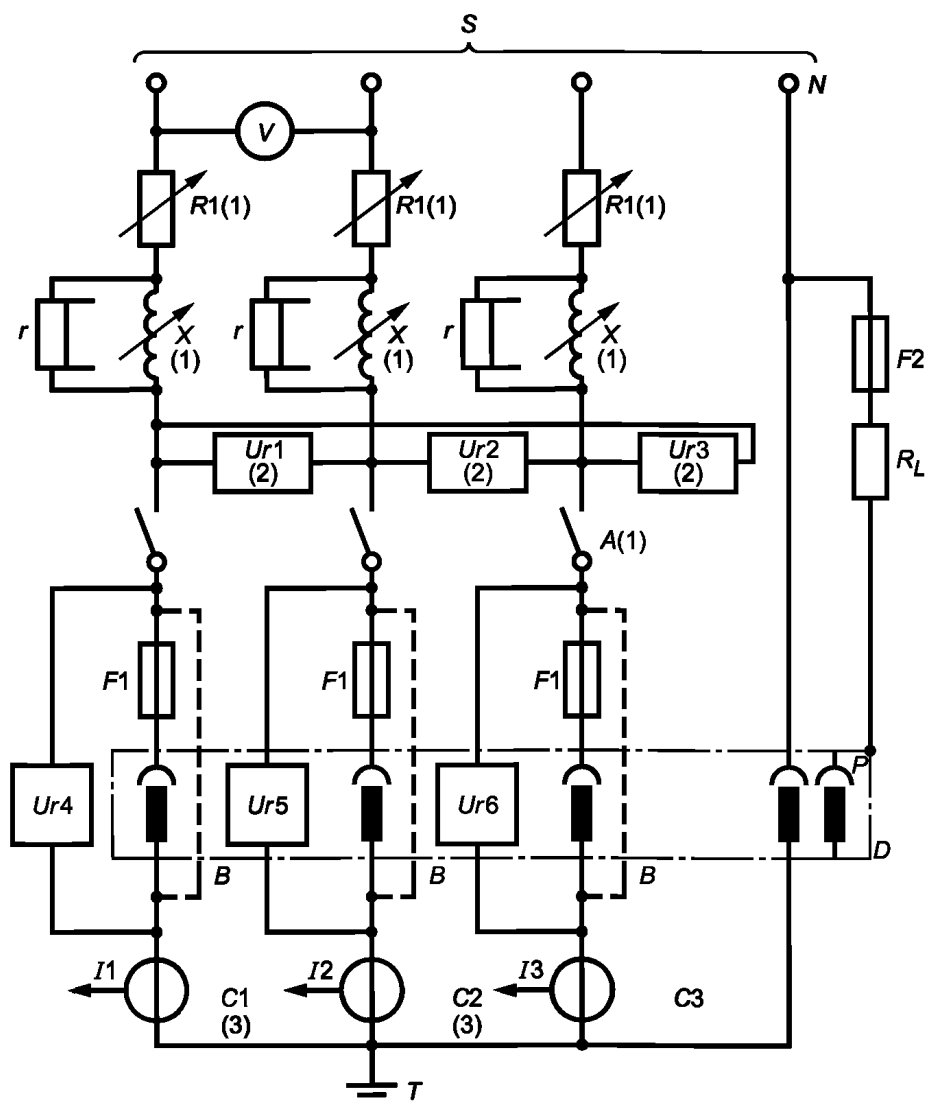 S
N
V
R1(1)
R1(1)
R1(1)
r
X
(1)
r
X
(1)
r
X
(1)
F2
Ur1
(2)
Ur2
(2)
Ur3
(2)
RL
A(1)
F1
F1
F1
Ur4
Ur5
Ur6
P
D
B
B
B
I1
I2
I3
C1
(3)
C2
(3)
C3
T